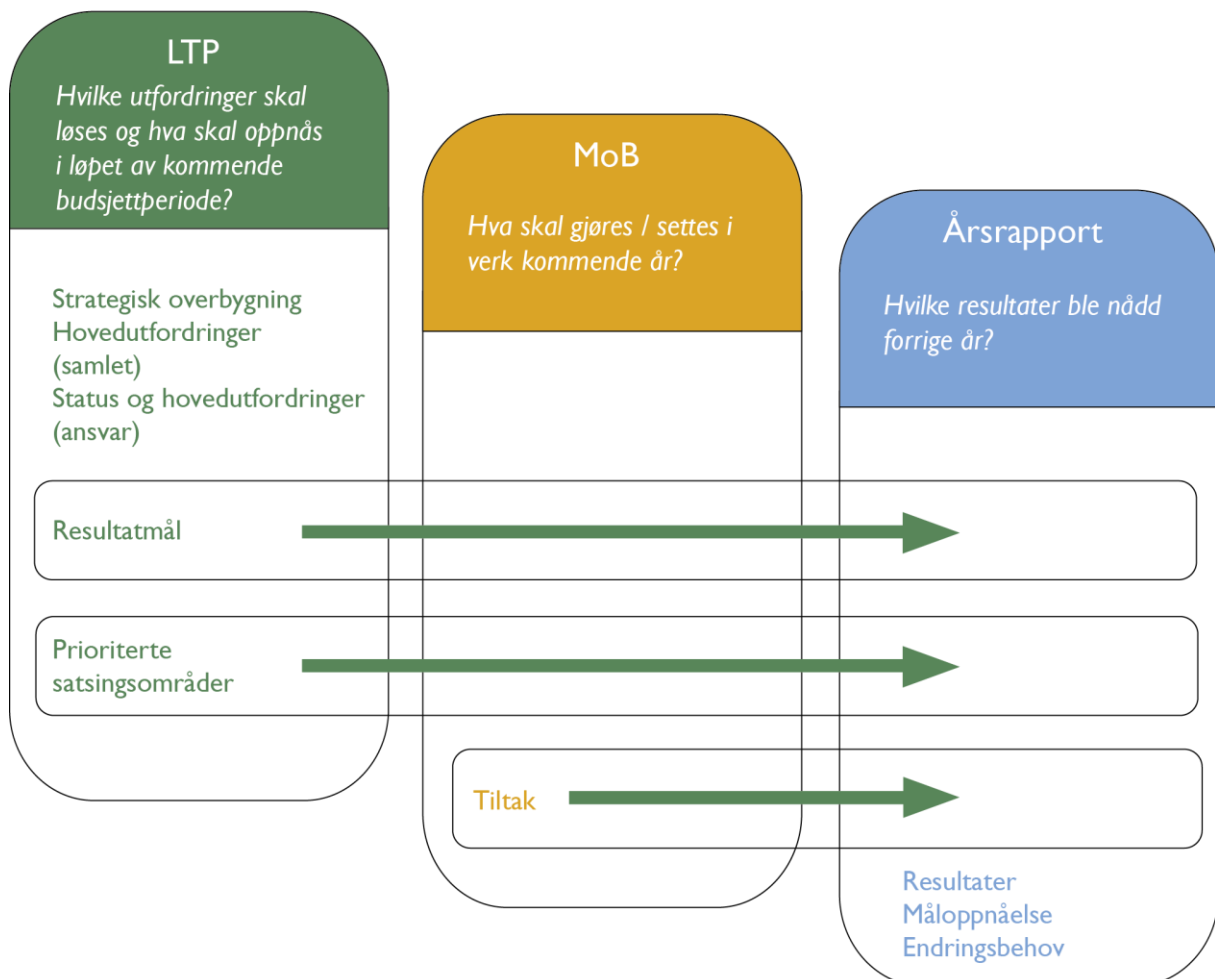 LTP
Hvilke utfordringer skal
løses og hva skal oppnås
i løpet av kommende
budsjettperiode?
Strategisk overbygning
Hovedutfordringer
(samlet)
Status og hovedutfordringer
(ansvar)
MoB
Hva skal gjøres / settes i
verk kommende år?
Årsrapport
Hvilke resultater ble nådd
forrige år?
Resultatmål
Prioriterte
satsingsområder
Tiltak
Resultater
Måloppnåelse
Endringsbehov